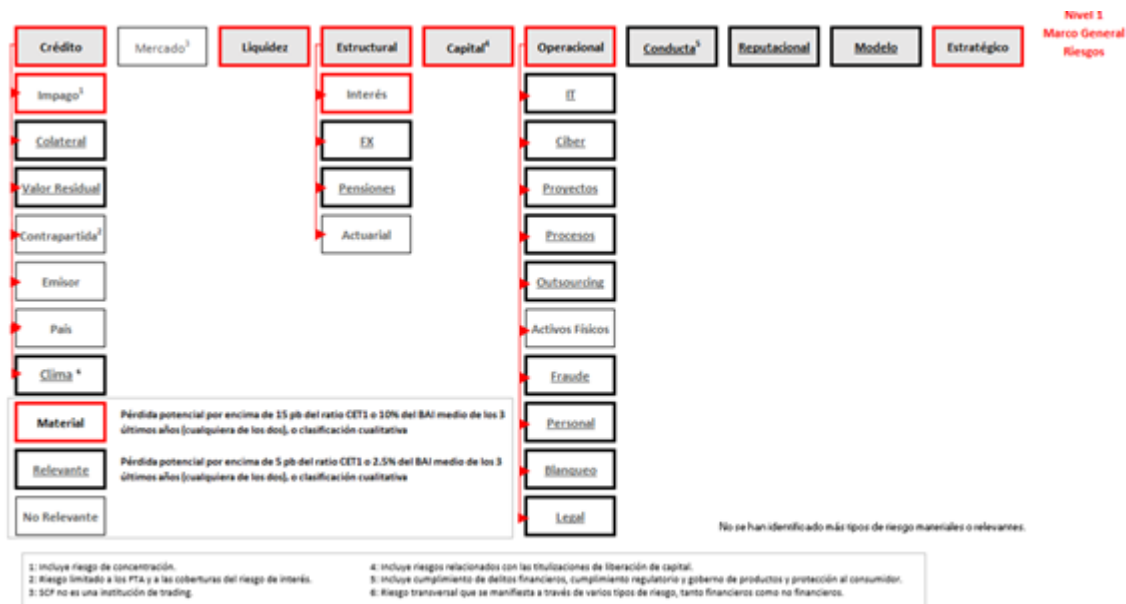 Nivel 1
Marco General
Riesgos
Crédito
Mercado³
Liquidez
Estructural
Capital⁴
Operacional
Conducta⁵
Reputacional
Modelo
Estratégico
Impago¹
Interés
IT
Colateral
FX
Ciber
Valor Residual
Pensiones
Proyectos
Contrapartida²
Actuarial
Procesos
Emisor
Outsourcing
País
Activos Físicos
Clima ⁶
Fraude
Material
Pérdida potencial por encima de 15 pb del ratio CET1 o 10% del BAI medio de los 3
últimos años (cualquiera de los dos), o clasificación cualitativa
Personal
Relevante
Pérdida potencial por encima de 5 pb del ratio CET1 o 2.5% del BAI medio de los 3
últimos años (cualquiera de los dos), o clasificación cualitativa
Blanqueo
No Relevante
Legal
No se han identificado más tipos de riesgo materiales o relevantes.
1: Incluye riesgo de concentración.
2: Riesgo limitado a los FTA y a las coberturas del riesgo de interés.
3: SCF no es una institución de trading.
4: Incluye riesgos relacionados con las titulizaciones de liberación de capital.
5: Incluye cumplimiento de delitos financieros, cumplimiento regulatorio y gobierno de productos y protección al consumidor.
6: Riesgo transversal que se manifiesta a través de varios tipos de riesgo, tanto financieros como no financieros.